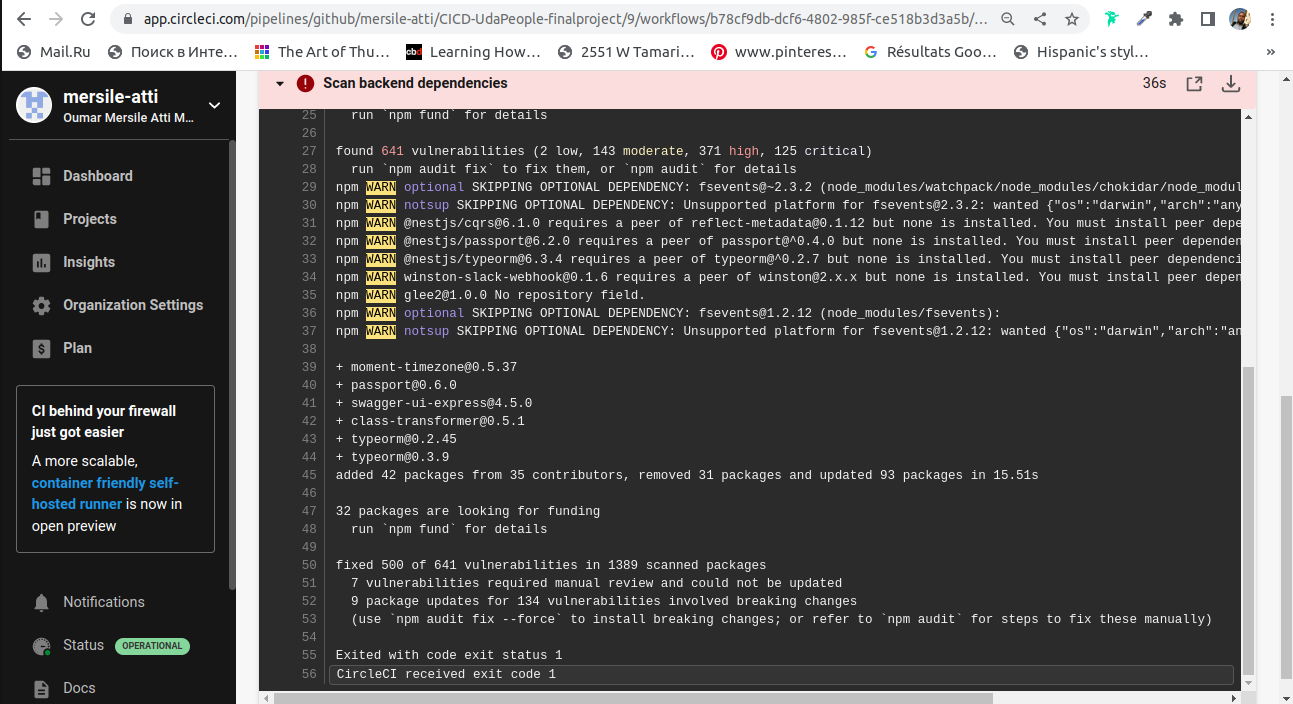 app.circleci.com/pipelines/github/mersile-atti/CICD-UdaPeople-finalproject/9/workflows/b78cf9db-dcf6-4802-985f-ce518b3d3a5b/...
Mail.Ru
Поиск в Инте...
The Art of Thu...
cbd
Learning How...
2551 W Tamari...
www.pinteres...
Résultats Goo...
Hispanic's styl...
»
mersile-atti
Oumar Mersile Atti M...
Dashboard
Projects
Insights
Organization Settings
Plan
CI behind your firewall
just got easier
A more scalable,
container friendly self-
hosted runner is now in
open preview
Notifications
Status OPERATIONAL
Docs
Scan backend dependencies 36s
25 run `npm fund` for details
26
27 found 641 vulnerabilities (2 low, 143 moderate, 371 high, 125 critical)
28 run `npm audit fix` to fix them, or `npm audit` for details
29 npm WARN optional SKIPPING OPTIONAL DEPENDENCY: fsevents@~2.3.2 (node_modules/watchpack/node_modules/chokidar/node_modul
30 npm WARN notsup SKIPPING OPTIONAL DEPENDENCY: Unsupported platform for fsevents@2.3.2: wanted {"os":"darwin","arch":"any
31 npm WARN @nestjs/cqrs@6.1.0 requires a peer of reflect-metadata@0.1.12 but none is installed. You must install peer depe
32 npm WARN @nestjs/passport@6.2.0 requires a peer of passport@^0.4.0 but none is installed. You must install peer dependen
33 npm WARN @nestjs/typeorm@6.3.4 requires a peer of typeorm@^0.2.7 but none is installed. You must install peer dependenci
34 npm WARN winston-slack-webhook@0.1.6 requires a peer of winston@2.x.x but none is installed. You must install peer depen
35 npm WARN glee2@1.0.0 No repository field.
36 npm WARN optional SKIPPING OPTIONAL DEPENDENCY: fsevents@1.2.12 (node_modules/fsevents):
37 npm WARN notsup SKIPPING OPTIONAL DEPENDENCY: Unsupported platform for fsevents@1.2.12: wanted {"os":"darwin","arch":"an
38
39 + moment-timezone@0.5.37
40 + passport@0.6.0
41 + swagger-ui-express@4.5.0
42 + class-transformer@0.5.1
43 + typeorm@0.2.45
44 + typeorm@0.3.9
45 added 42 packages from 35 contributors, removed 31 packages and updated 93 packages in 15.51s
46
47 32 packages are looking for funding
48 run `npm fund` for details
49
50 fixed 500 of 641 vulnerabilities in 1389 scanned packages
51 7 vulnerabilities required manual review and could not be updated
52 9 package updates for 134 vulnerabilities involved breaking changes
53 (use `npm audit fix --force` to install breaking changes; or refer to `npm audit` for steps to fix these manually)
54
55 Exited with code exit status 1
56 CircleCI received exit code 1